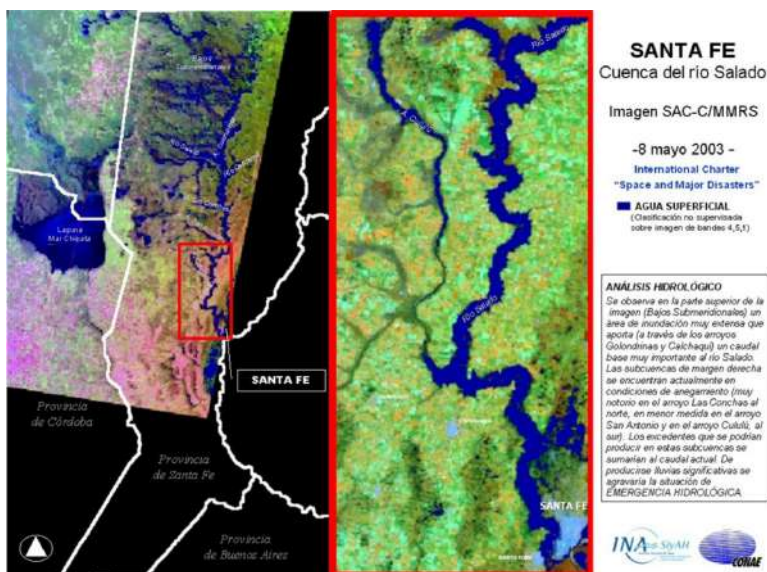 SANTA FE
Cuenca del río Salado
Imagen SAC-C/MMRS
-8 mayo 2003 -
International Charter
“Space and Major Disasters”
AGUA SUPERFICIAL
(Clasificación no supervisada
sobre imagen de bandas 4,5,1)
ANÁLISIS HIDROLÓGICO
Se observa en la parte superior de la
imagen (Bajos Submeridionales) un
área de inundación muy extensa que
aporta (a través de los arroyos
Golondrinas y Calchaquí) un caudal
base muy importante al río Salado.
Las subcuencas de margen derecha
se encuentran actualmente en
condiciones de anegamiento (muy
notorio en el arroyo Las Conchas al
norte, en menor medida en el arroyo
San Antonio y en el arroyo Cululú, al
sur). Los excedentes que se podrían
producir en estas subcuencas se
sumarían al caudal actual. De
producirse lluvias significativas se
agravaría la situación de
EMERGENCIA HIDROLÓGICA
INA
SIyAH
CONAE
Bajos
Submeridionales
Río Salado
Laguna
Mar Chiquita
SANTA FE
Provincia
de Córdoba
Provincia
de Santa Fe
Provincia
de Buenos Aires
Río Salado
A. Cululú
Río Salado
SANTA FE